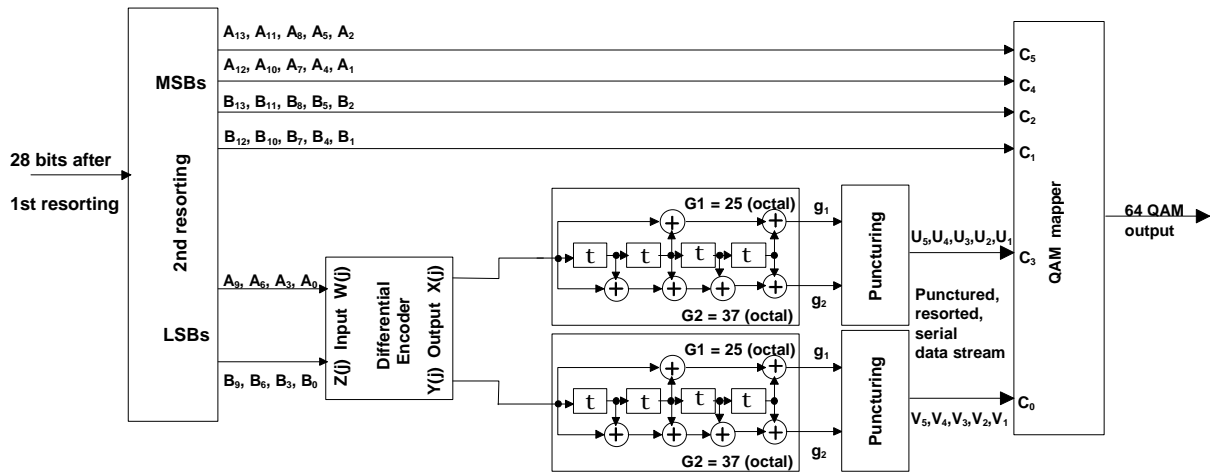 28 bits after
1st resorting
MSBs
2nd resorting
LSBs
A₁₃, A₁₁, A₈, A₅, A₂
A₁₂, A₁₀, A₇, A₄, A₁
B₁₃, B₁₁, B₈, B₅, B₂
B₁₂, B₁₀, B₇, B₄, B₁
A₉, A₆, A₃, A₀
B₉, B₆, B₃, B₀
Z(j) Input W(j)
Differential
Encoder
Y(j) Output X(j)
G1 = 25 (octal)
t t t t
G2 = 37 (octal)
g₁
g₂
Puncturing
G1 = 25 (octal)
t t t t
G2 = 37 (octal)
g₁
g₂
Puncturing
U₅,U₄,U₃,U₂,U₁
Punctured,
resorted,
serial
data stream
V₅,V₄,V₃,V₂,V₁
C₅
C₄
C₂
C₁
C₃
C₀
QAM mapper
64 QAM
output